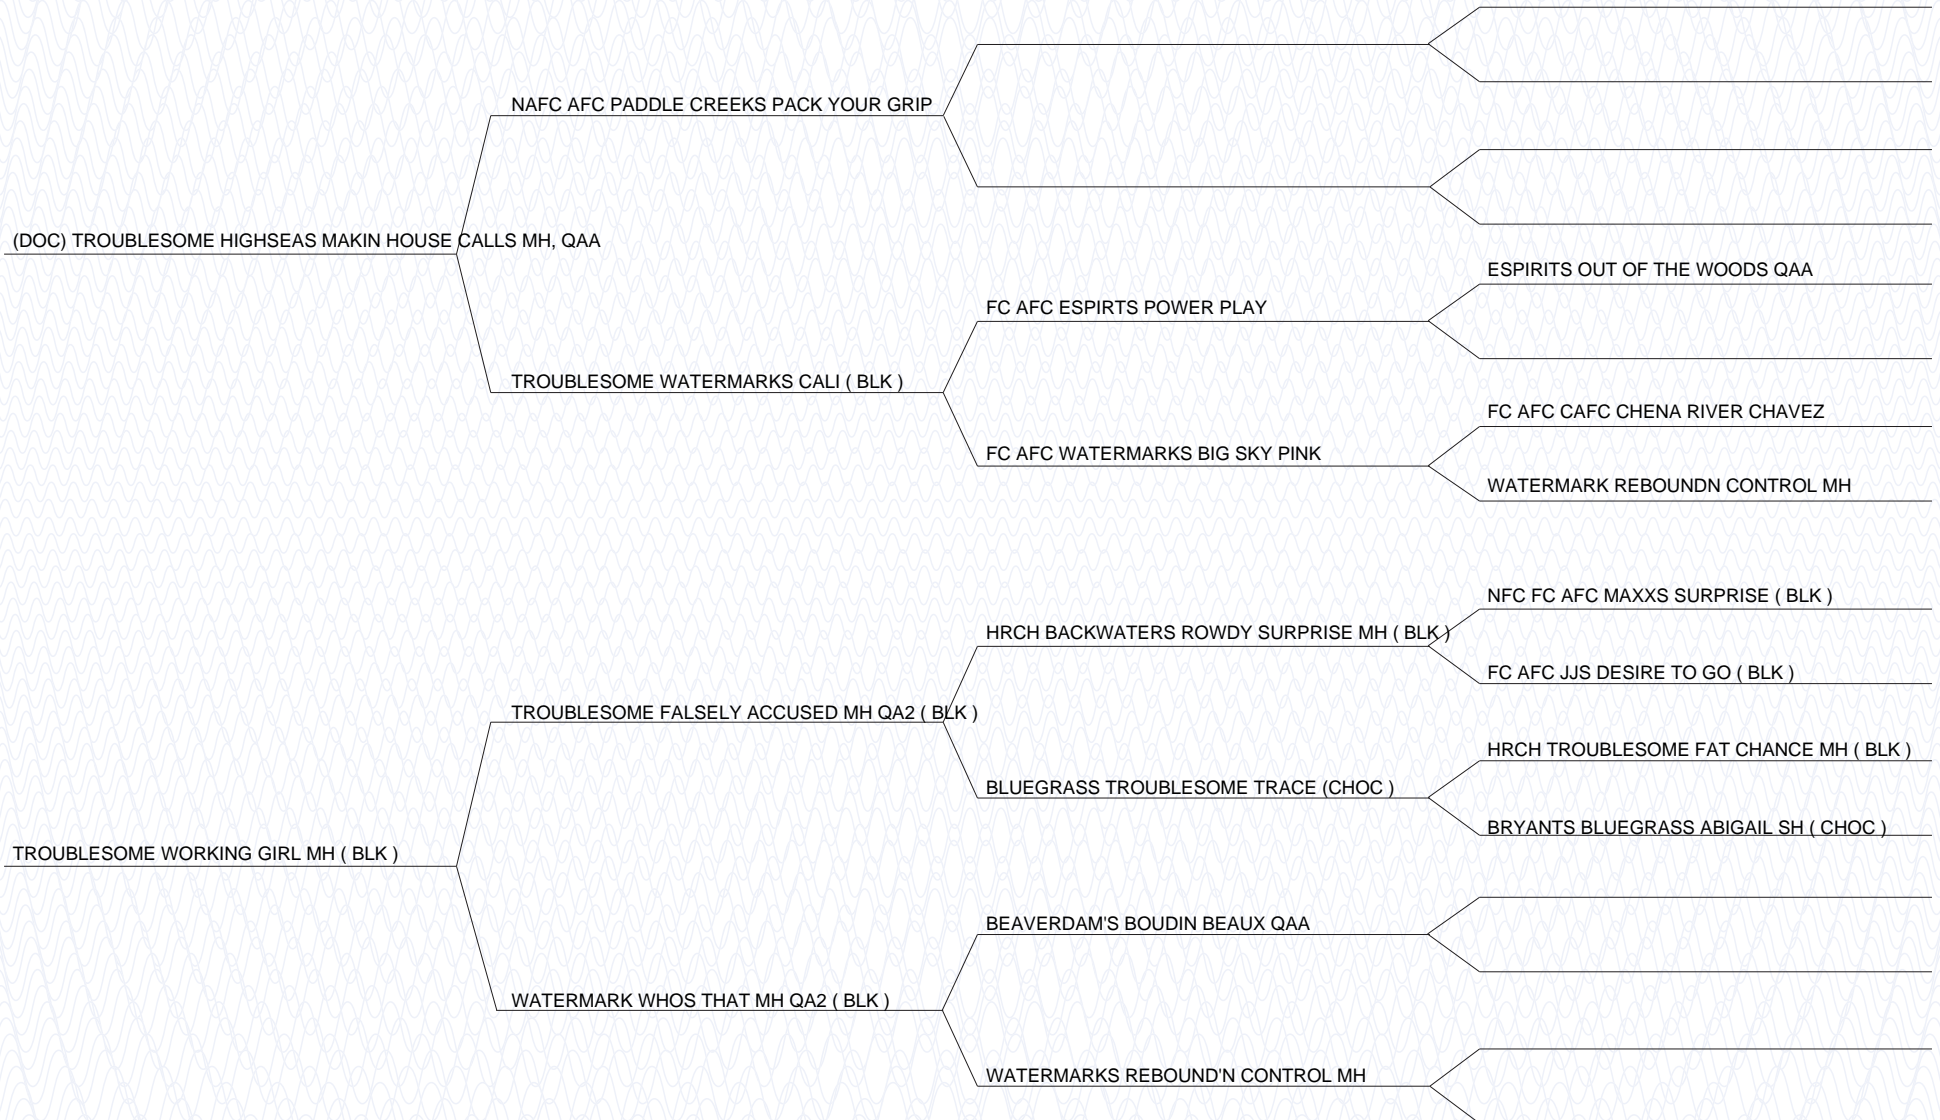 NAFC AFC PADDLE CREEKS PACK YOUR GRIP
(DOC) TROUBLESOME HIGHSEAS MAKIN HOUSE CALLS MH, QAA
ESPIRITS OUT OF THE WOODS QAA
FC AFC ESPIRTS POWER PLAY
TROUBLESOME WATERMARKS CALI ( BLK )
FC AFC CAFC CHENA RIVER CHAVEZ
FC AFC WATERMARKS BIG SKY PINK
WATERMARK REBOUNDN CONTROL MH
NFC FC AFC MAXXS SURPRISE ( BLK )
HRCH BACKWATERS ROWDY SURPRISE MH ( BLK )
FC AFC JJS DESIRE TO GO ( BLK )
TROUBLESOME FALSELY ACCUSED MH QA2 ( BLK )
HRCH TROUBLESOME FAT CHANCE MH ( BLK )
BLUEGRASS TROUBLESOME TRACE (CHOC )
BRYANTS BLUEGRASS ABIGAIL SH ( CHOC )
TROUBLESOME WORKING GIRL MH ( BLK )
BEAVERDAM'S BOUDIN BEAUX QAA
WATERMARK WHOS THAT MH QA2 ( BLK )
WATERMARKS REBOUND'N CONTROL MH